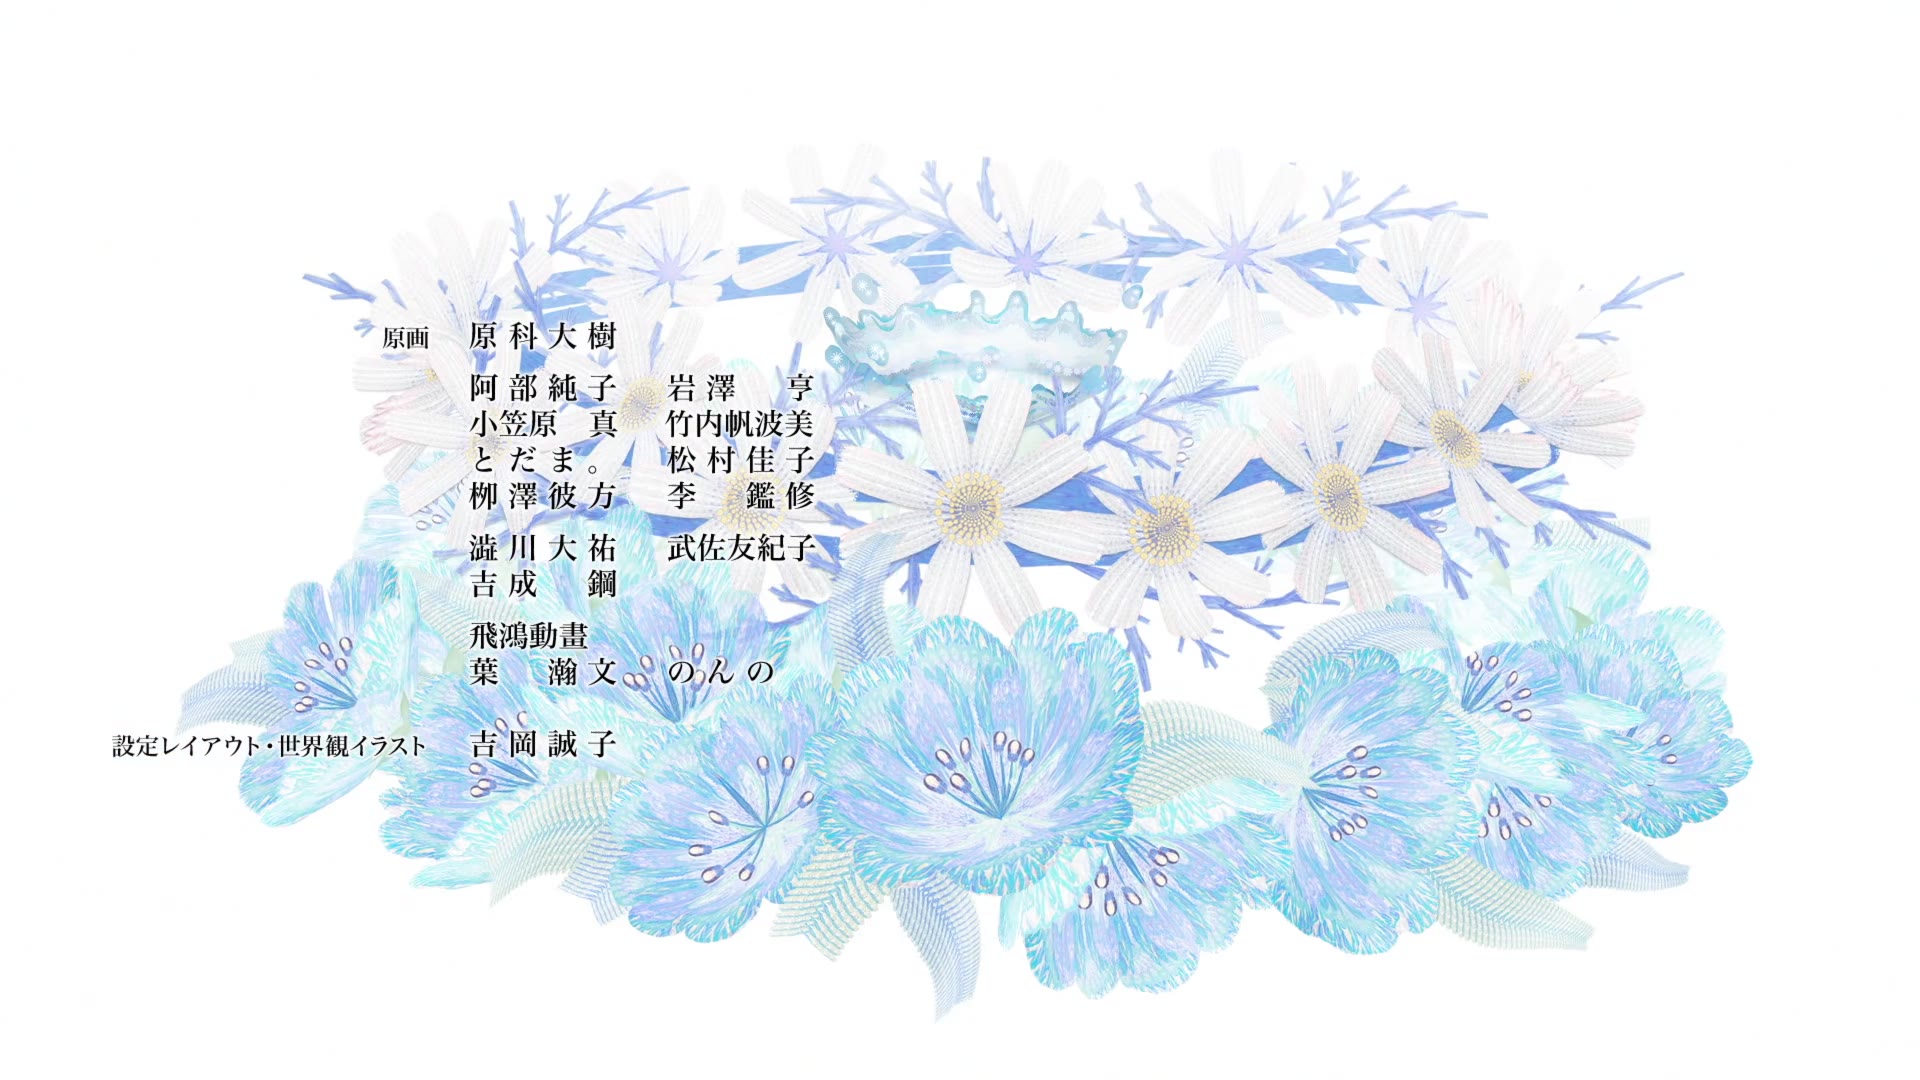 原画 原科大樹
阿部純子 岩澤亨
小笠原真 竹内帆波美
とだま。 松村佳子
栁澤彼方 李鑑修
澁川大祐 武佐友紀子
吉成鋼
飛鴻動畫
葉瀚文 のんの
設定レイアウト・世界観イラスト 吉岡誠子